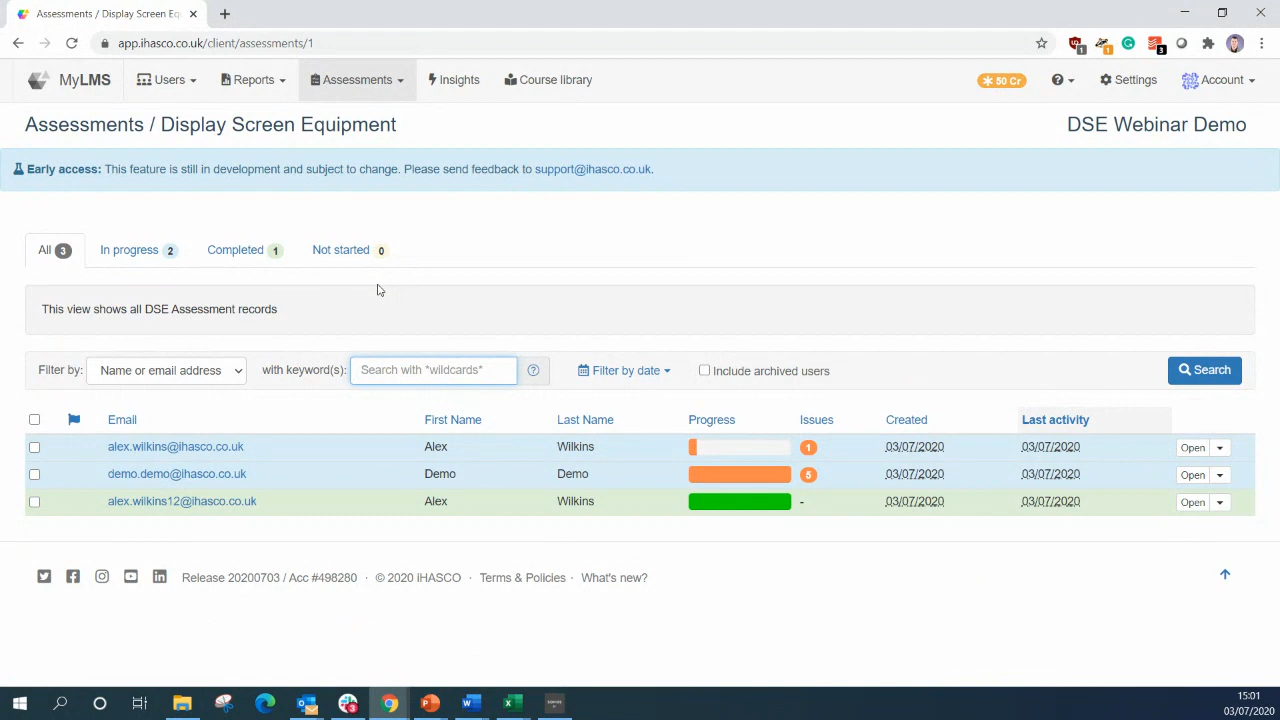 Assessments / Display Screen Eq
app.ihasco.co.uk/client/assessments/1
1 1 3
MyLMS Users Reports Assessments Insights Course library 50 Cr Settings Account
Assessments / Display Screen Equipment DSE Webinar Demo
Early access: This feature is still in development and subject to change. Please send feedback to support@ihasco.co.uk.
All 3 In progress 2 Completed 1 Not started 0
This view shows all DSE Assessment records
Filter by: Name or email address with keyword(s): Search with *wildcards* ? Filter by date Include archived users Search
Email First Name Last Name Progress Issues Created Last activity
alex.wilkins@ihasco.co.uk Alex Wilkins 1 03/07/2020 03/07/2020 Open
demo.demo@ihasco.co.uk Demo Demo 5 03/07/2020 03/07/2020 Open
alex.wilkins12@ihasco.co.uk Alex Wilkins - 03/07/2020 03/07/2020 Open
Release 20200703 / Acc #498280 · © 2020 iHASCO · Terms & Policies · What's new?
15:01
03/07/2020